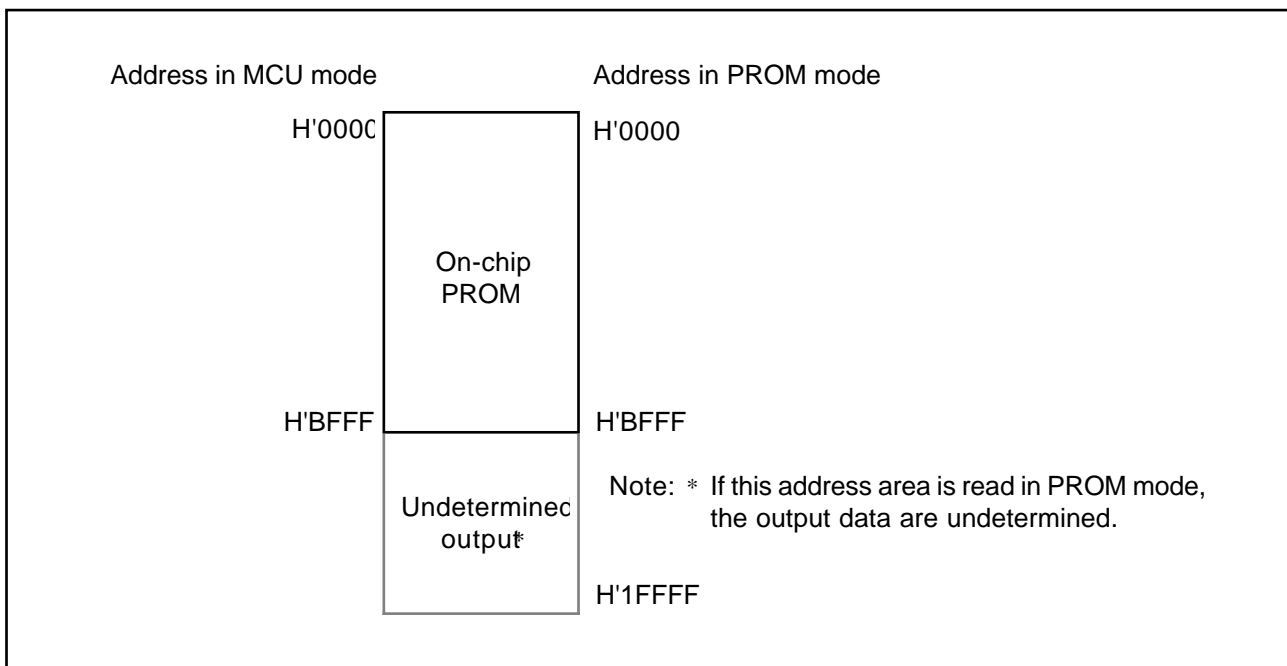 Address in MCU mode Address in PROM mode
H'0000 H'0000
On-chip
PROM
H'BFFF H'BFFF
Undetermined
output*
Note: * If this address area is read in PROM mode,
the output data are undetermined.
H'1FFFF